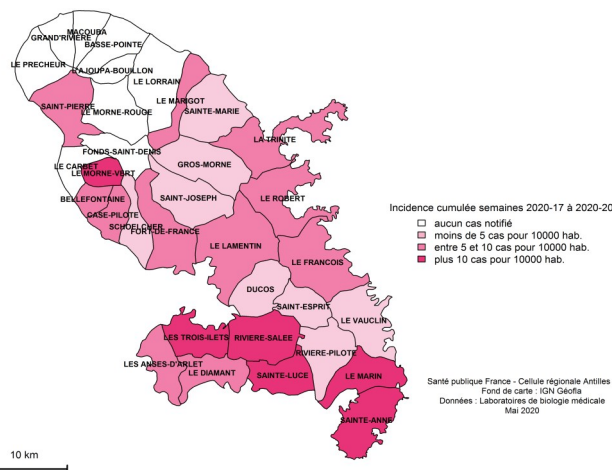 MACOUBA
GRAND'RIVIERE
BASSE-POINTE
LE PRECHEUR
L'AJOUPA-BOUILLON
LE LORRAIN
LE MARIGOT
SAINT-PIERRE
SAINTE-MARIE
LE MORNE-ROUGE
LA TRINITE
FONDS-SAINT-DENIS
LE CARBET
GROS-MORNE
LE MORNE-VERT
BELLEFONTAINE
SAINT-JOSEPH
LE ROBERT
CASE-PILOTE
SCHOELCHER
FORT-DE-FRANCE
LE LAMENTIN
LE FRANCOIS
DUCOS
SAINT-ESPRIT
LE VAUCLIN
LES TROIS-ILETS
RIVIERE-SALEE
RIVIERE-PILOTE
LES ANSES-D'ARLET
LE DIAMANT
SAINTE-LUCE
LE MARIN
SAINTE-ANNE
Incidence cumulée semaines 2020-17 à 2020-20
aucun cas notifié
moins de 5 cas pour 10000 hab.
entre 5 et 10 cas pour 10000 hab.
plus 10 cas pour 10000 hab.
Santé publique France - Cellule régionale Antilles
Fond de carte : IGN Géofla
Données : Laboratoires de biologie médicale
Mai 2020
10 km